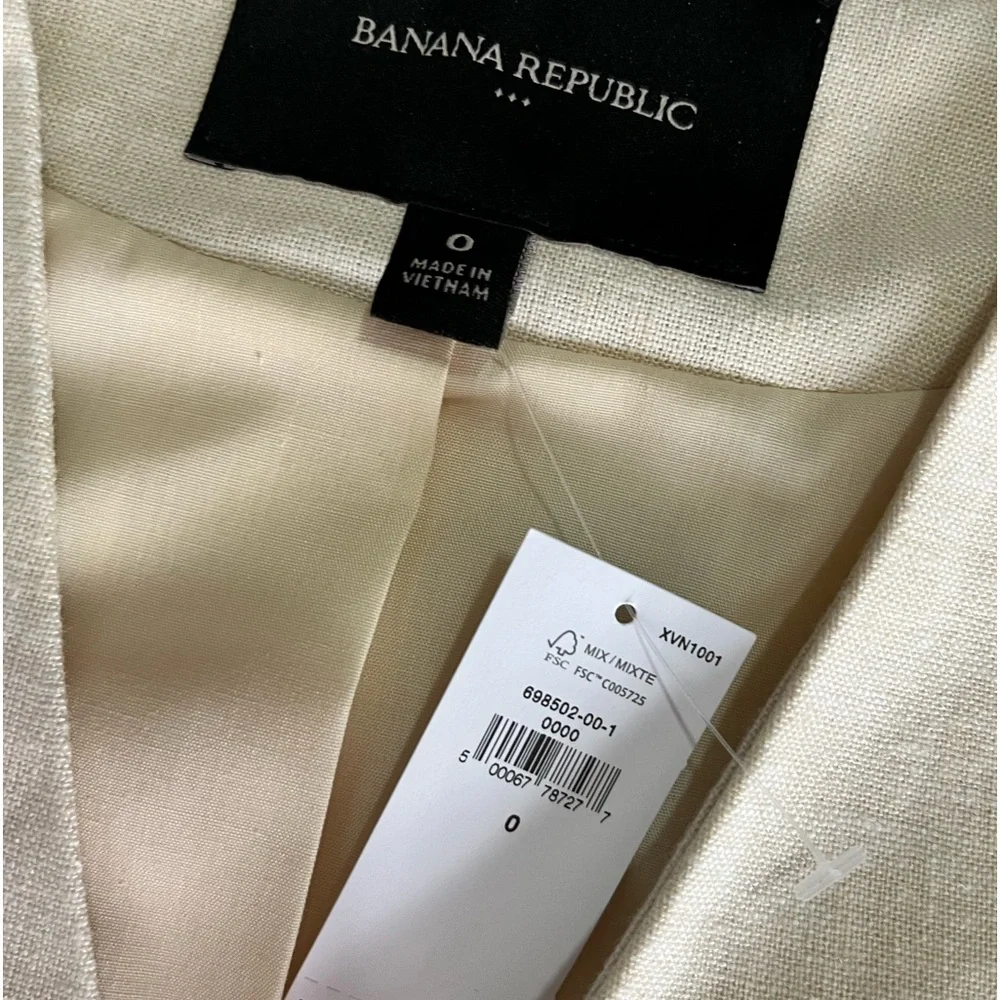 BANANA REPUBLIC
0
MADE IN
VIETNAM
XVN1001
MIX/MIXTE
FSC FSC™ C005725
698502-00-1
0000
5 00067 78727 7
0